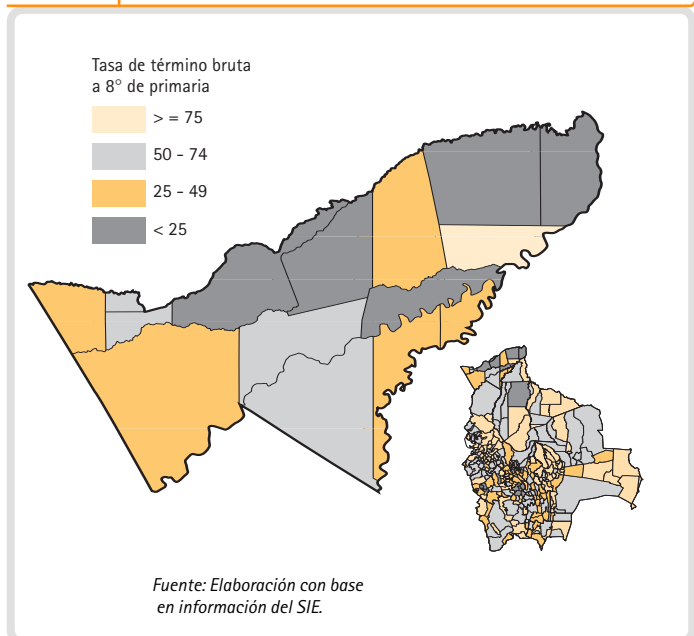 Tasa de término bruta
a 8° de primaria
> = 75
50 - 74
25 - 49
< 25
Fuente: Elaboración con base
en información del SIE.